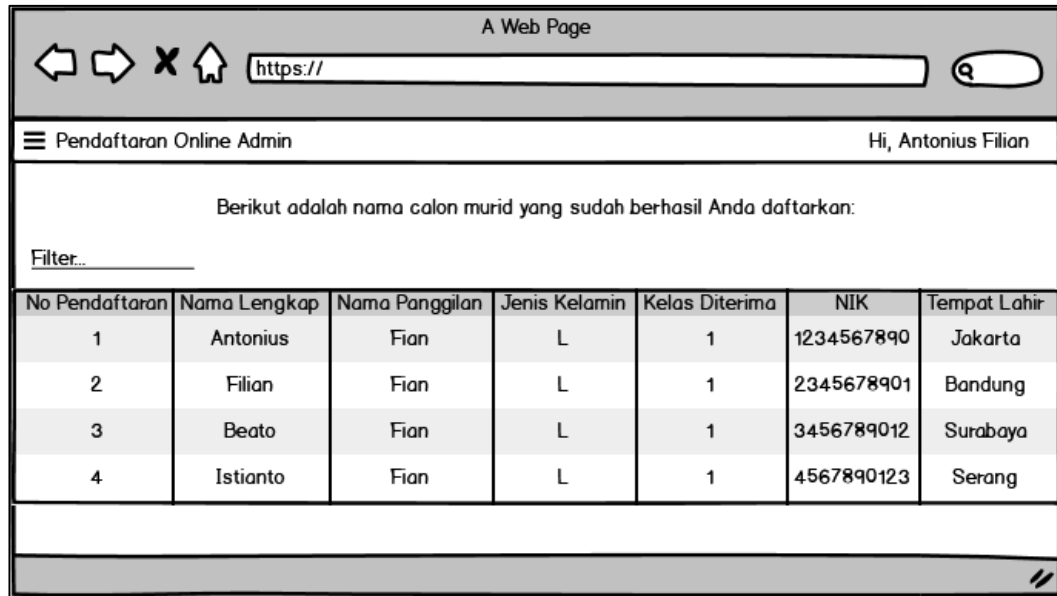 A Web Page
https://
Pendaftaran Online Admin Hi, Antonius Filian
Berikut adalah nama calon murid yang sudah berhasil Anda daftarkan:
Filter...
No Pendaftaran Nama Lengkap Nama Panggilan Jenis Kelamin Kelas Diterima NIK Tempat Lahir
1 Antonius Fian L 1 1234567890 Jakarta
2 Filian Fian L 1 2345678901 Bandung
3 Beato Fian L 1 3456789012 Surabaya
4 Istianto Fian L 1 4567890123 Serang